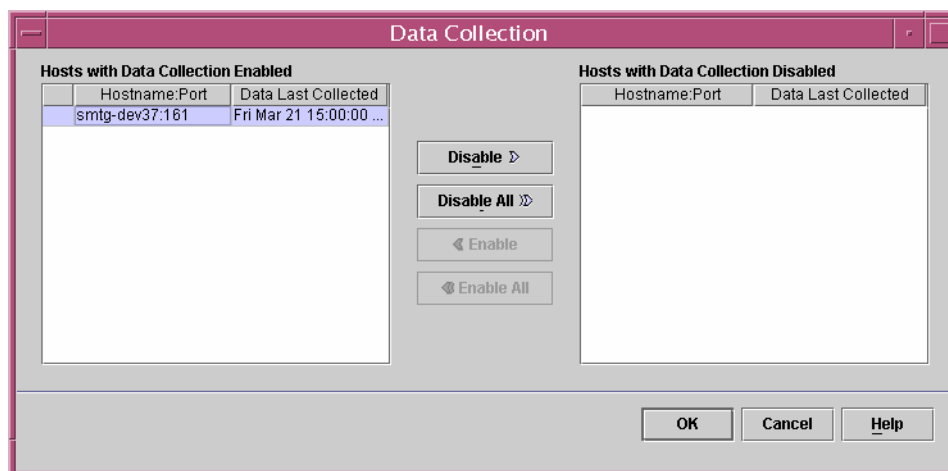 Data Collection
Hosts with Data Collection Enabled
Hostname:Port Data Last Collected
smtg-dev37:161 Fri Mar 21 15:00:00 ...
Disable
Disable All
Enable
Enable All
Hosts with Data Collection Disabled
Hostname:Port Data Last Collected
OK Cancel Help